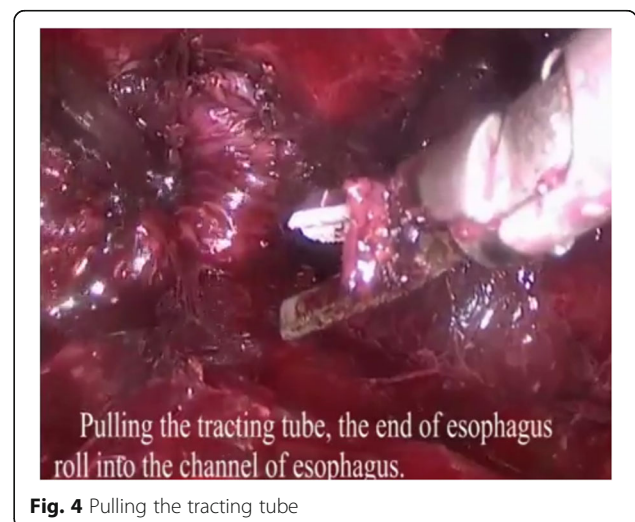 Pulling the tracting tube, the end of esophagus
roll into the channel of esophagus.
Fig. 4 Pulling the tracting tube